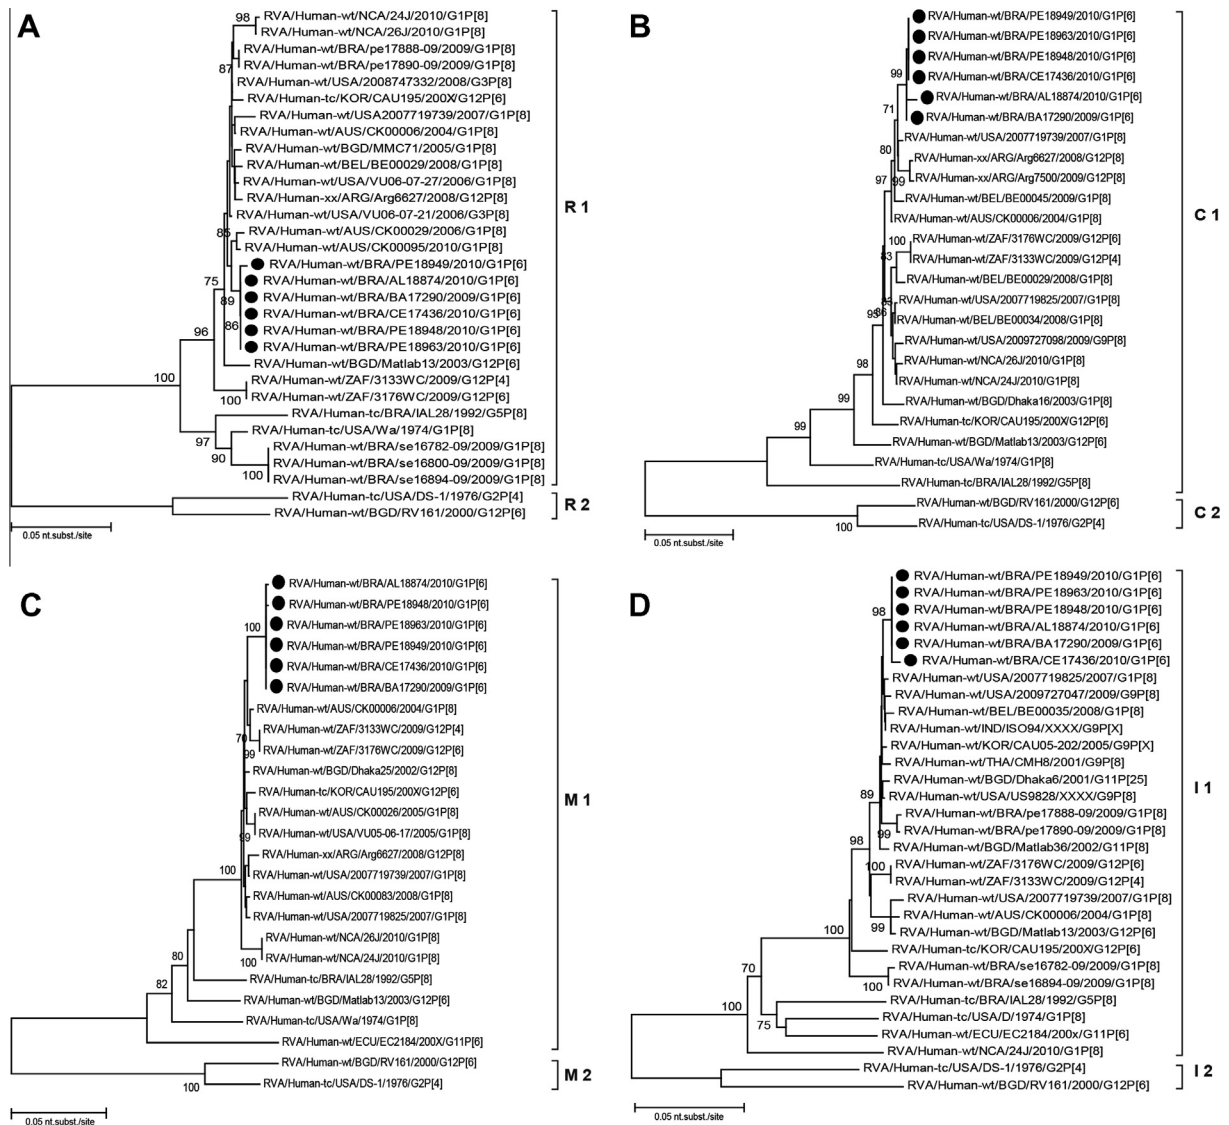 A
98
RVA/Human-wt/NCA/24J/2010/G1P[8]
RVA/Human-wt/NCA/26J/2010/G1P[8]
RVA/Human-wt/BRA/pe17888-09/2009/G1P[8]
RVA/Human-wt/BRA/pe17890-09/2009/G1P[8]
87
RVA/Human-wt/USA/2008747332/2008/G3P[8]
RVA/Human-tc/KOR/CAU195/200X/G12P[6]
RVA/Human-wt/USA2007719739/2007/G1P[8]
RVA/Human-wt/AUS/CK00006/2004/G1P[8]
RVA/Human-wt/BGD/MMC71/2005/G1P[8]
RVA/Human-wt/BEL/BE00029/2008/G1P[8]
RVA/Human-wt/USA/VU06-07-27/2006/G1P[8]
RVA/Human-xx/ARG/Arg6627/2008/G12P[8]
RVA/Human-wt/USA/VU06-07-21/2006/G3P[8]
85
RVA/Human-wt/AUS/CK00029/2006/G1P[8]
RVA/Human-wt/AUS/CK00095/2010/G1P[8]
RVA/Human-wt/BRA/PE18949/2010/G1P[6]
75
RVA/Human-wt/BRA/AL18874/2010/G1P[6]
89
RVA/Human-wt/BRA/BA17290/2009/G1P[6]
RVA/Human-wt/BRA/CE17436/2010/G1P[6]
86
RVA/Human-wt/BRA/PE18948/2010/G1P[6]
96
RVA/Human-wt/BRA/PE18963/2010/G1P[6]
RVA/Human-wt/BGD/Matlab13/2003/G12P[6]
100
RVA/Human-wt/ZAF/3133WC/2009/G12P[4]
100
RVA/Human-wt/ZAF/3176WC/2009/G12P[6]
RVA/Human-tc/BRA/IAL28/1992/G5P[8]
97
RVA/Human-tc/USA/Wa/1974/G1P[8]
90
RVA/Human-wt/BRA/se16782-09/2009/G1P[8]
RVA/Human-wt/BRA/se16800-09/2009/G1P[8]
100
RVA/Human-wt/BRA/se16894-09/2009/G1P[8]
RVA/Human-tc/USA/DS-1/1976/G2P[4]
RVA/Human-wt/BGD/RV161/2000/G12P[6]
R 1
R 2
0.05 nt.subst./site
B
RVA/Human-wt/BRA/PE18949/2010/G1P[6]
RVA/Human-wt/BRA/PE18963/2010/G1P[6]
RVA/Human-wt/BRA/PE18948/2010/G1P[6]
99
RVA/Human-wt/BRA/CE17436/2010/G1P[6]
RVA/Human-wt/BRA/AL18874/2010/G1P[6]
71
RVA/Human-wt/BRA/BA17290/2009/G1P[6]
RVA/Human-wt/USA/2007719739/2007/G1P[8]
80
RVA/Human-xx/ARG/Arg6627/2008/G12P[8]
RVA/Human-xx/ARG/Arg7500/2009/G12P[8]
97
99
RVA/Human-wt/BEL/BE00045/2009/G1P[8]
RVA/Human-wt/AUS/CK00006/2004/G1P[8]
100
RVA/Human-wt/ZAF/3176WC/2009/G12P[6]
83
RVA/Human-wt/ZAF/3133WC/2009/G12P[4]
RVA/Human-wt/BEL/BE00029/2008/G1P[8]
83
RVA/Human-wt/USA/2007719825/2007/G1P[8]
93
86
RVA/Human-wt/BEL/BE00034/2008/G1P[8]
RVA/Human-wt/USA/2009727098/2009/G9P[8]
98
RVA/Human-wt/NCA/26J/2010/G1P[8]
RVA/Human-wt/NCA/24J/2010/G1P[8]
99
RVA/Human-wt/BGD/Dhaka16/2003/G1P[8]
RVA/Human-tc/KOR/CAU195/200X/G12P[6]
99
RVA/Human-wt/BGD/Matlab13/2003/G12P[6]
RVA/Human-tc/USA/Wa/1974/G1P[8]
RVA/Human-tc/BRA/IAL28/1992/G5P[8]
RVA/Human-wt/BGD/RV161/2000/G12P[6]
100
RVA/Human-tc/USA/DS-1/1976/G2P[4]
C 1
C 2
0.05 nt.subst./site
C
RVA/Human-wt/BRA/AL18874/2010/G1P[6]
RVA/Human-wt/BRA/PE18948/2010/G1P[6]
100
RVA/Human-wt/BRA/PE18963/2010/G1P[6]
RVA/Human-wt/BRA/PE18949/2010/G1P[6]
RVA/Human-wt/BRA/CE17436/2010/G1P[6]
RVA/Human-wt/BRA/BA17290/2009/G1P[6]
RVA/Human-wt/AUS/CK00006/2004/G1P[8]
RVA/Human-wt/ZAF/3133WC/2009/G12P[4]
70
99
RVA/Human-wt/ZAF/3176WC/2009/G12P[6]
RVA/Human-wt/BGD/Dhaka25/2002/G12P[8]
RVA/Human-tc/KOR/CAU195/200X/G12P[6]
RVA/Human-wt/AUS/CK00026/2005/G1P[8]
99
RVA/Human-wt/USA/VU05-06-17/2005/G1P[8]
RVA/Human-xx/ARG/Arg6627/2008/G12P[8]
100
RVA/Human-wt/USA/2007719739/2007/G1P[8]
RVA/Human-wt/AUS/CK00083/2008/G1P[8]
RVA/Human-wt/USA/2007719825/2007/G1P[8]
RVA/Human-wt/NCA/26J/2010/G1P[8]
100
RVA/Human-wt/NCA/24J/2010/G1P[8]
80
RVA/Human-tc/BRA/IAL28/1992/G5P[8]
82
RVA/Human-wt/BGD/Matlab13/2003/G12P[6]
RVA/Human-tc/USA/Wa/1974/G1P[8]
RVA/Human-wt/ECU/EC2184/200X/G11P[6]
RVA/Human-wt/BGD/RV161/2000/G12P[6]
100
RVA/Human-tc/USA/DS-1/1976/G2P[4]
M 1
M 2
0.05 nt.subst./site
D
RVA/Human-wt/BRA/PE18949/2010/G1P[6]
RVA/Human-wt/BRA/PE18963/2010/G1P[6]
98
RVA/Human-wt/BRA/PE18948/2010/G1P[6]
RVA/Human-wt/BRA/AL18874/2010/G1P[6]
RVA/Human-wt/BRA/BA17290/2009/G1P[6]
RVA/Human-wt/BRA/CE17436/2010/G1P[6]
RVA/Human-wt/USA/2007719825/2007/G1P[8]
RVA/Human-wt/USA/2009727047/2009/G9P[8]
RVA/Human-wt/BEL/BE00035/2008/G1P[8]
RVA/Human-wt/IND/ISO94/XXXX/G9P[X]
RVA/Human-wt/KOR/CAU05-202/2005/G9P[X]
RVA/Human-wt/THA/CMH8/2001/G9P[8]
RVA/Human-wt/BGD/Dhaka6/2001/G11P[25]
89
RVA/Human-wt/USA/US9828/XXXX/G9P[8]
RVA/Human-wt/BRA/pe17888-09/2009/G1P[8]
99
RVA/Human-wt/BRA/pe17890-09/2009/G1P[8]
98
RVA/Human-wt/BGD/Matlab36/2002/G11P[8]
100
RVA/Human-wt/ZAF/3176WC/2009/G12P[6]
RVA/Human-wt/ZAF/3133WC/2009/G12P[4]
RVA/Human-wt/USA/2007719739/2007/G1P[8]
RVA/Human-wt/AUS/CK00006/2004/G1P[8]
99
RVA/Human-wt/BGD/Matlab13/2003/G12P[6]
100
RVA/Human-tc/KOR/CAU195/200X/G12P[6]
RVA/Human-wt/BRA/se16782-09/2009/G1P[8]
100
RVA/Human-wt/BRA/se16894-09/2009/G1P[8]
70
RVA/Human-tc/BRA/IAL28/1992/G5P[8]
100
RVA/Human-tc/USA/D/1974/G1P[8]
75
RVA/Human-wt/ECU/EC2184/200x/G11P[6]
RVA/Human-wt/NCA/24J/2010/G1P[8]
RVA/Human-tc/USA/DS-1/1976/G2P[4]
RVA/Human-wt/BGD/RV161/2000/G12P[6]
I 1
I 2
0.05 nt.subst./site